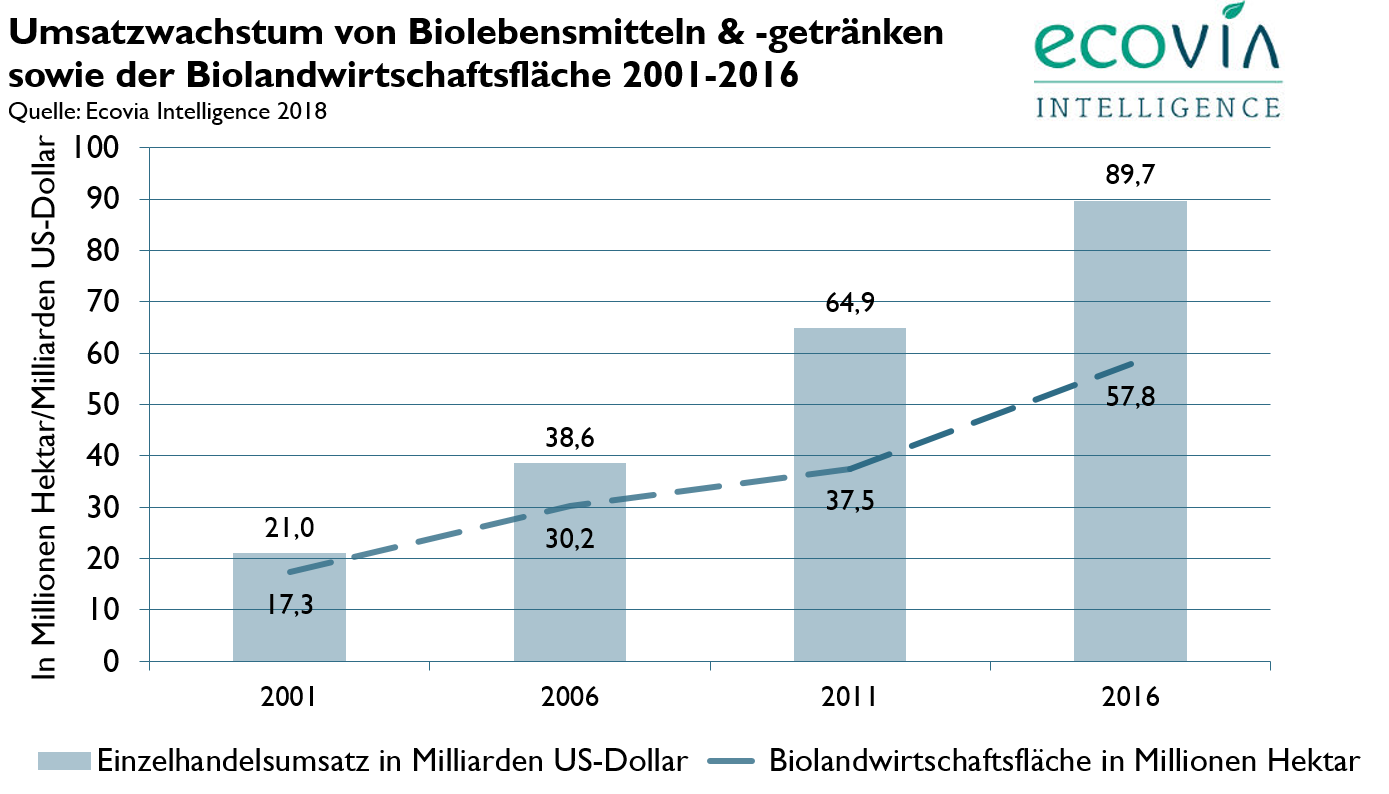 Umsatzwachstum von Biolebensmitteln & -getränken
sowie der Biolandwirtschaftsfläche 2001-2016
Quelle: Ecovia Intelligence 2018
ecovia
INTELLIGENCE
In Millionen Hektar/Milliarden US-Dollar
100
90
80
70
60
50
40
30
20
10
0
21,0
17,3
38,6
30,2
64,9
37,5
89,7
57,8
2001
2006
2011
2016
Einzelhandelsumsatz in Milliarden US-Dollar
Biolandwirtschaftsfläche in Millionen Hektar